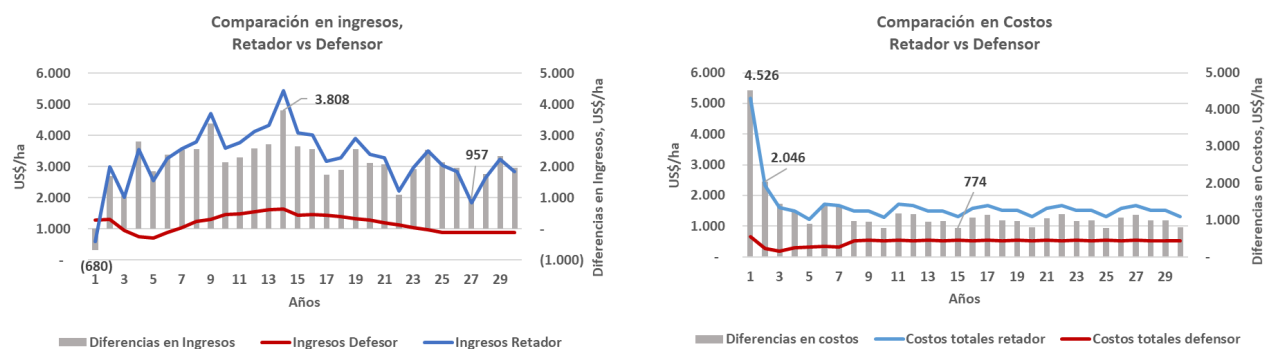 Comparación en ingresos,
Retador vs Defensor
US$/ha
6.000
5.000
4.000
3.000
2.000
1.000
-
5.000
4.000
3.000
2.000
1.000
-
(1.000)
Diferencias en Ingresos, US$/ha
3.808
957
(680)
1 3 5 7 9 11 13 15 17 19 21 23 25 27 29
Años
Diferencias en Ingresos Ingresos Defesor Ingresos Retador
Comparación en Costos
Retador vs Defensor
US$/ha
6.000
5.000
4.000
3.000
2.000
1.000
-
5.000
4.000
3.000
2.000
1.000
-
Diferencias en Costos, US$/ha
4.526
2.046
774
1 3 5 7 9 11 13 15 17 19 21 23 25 27 29
Años
Diferencias en costos Costos totales retador Costos totales defensor